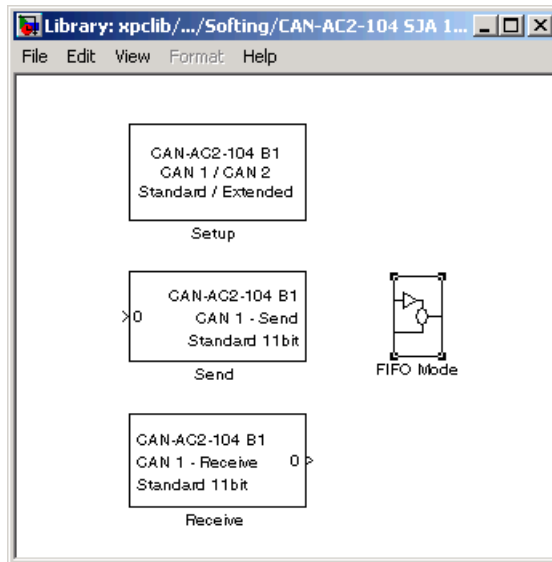 Library: xpclib/.../Softing/CAN-AC2-104 SJA 1...
File Edit View Format Help
CAN-AC2-104 B1
CAN 1 / CAN 2
Standard / Extended
Setup
>0
CAN-AC2-104 B1
CAN 1 - Send
Standard 11bit
Send
FIFO Mode
CAN-AC2-104 B1
CAN 1 - Receive 0 >
Standard 11bit
Receive